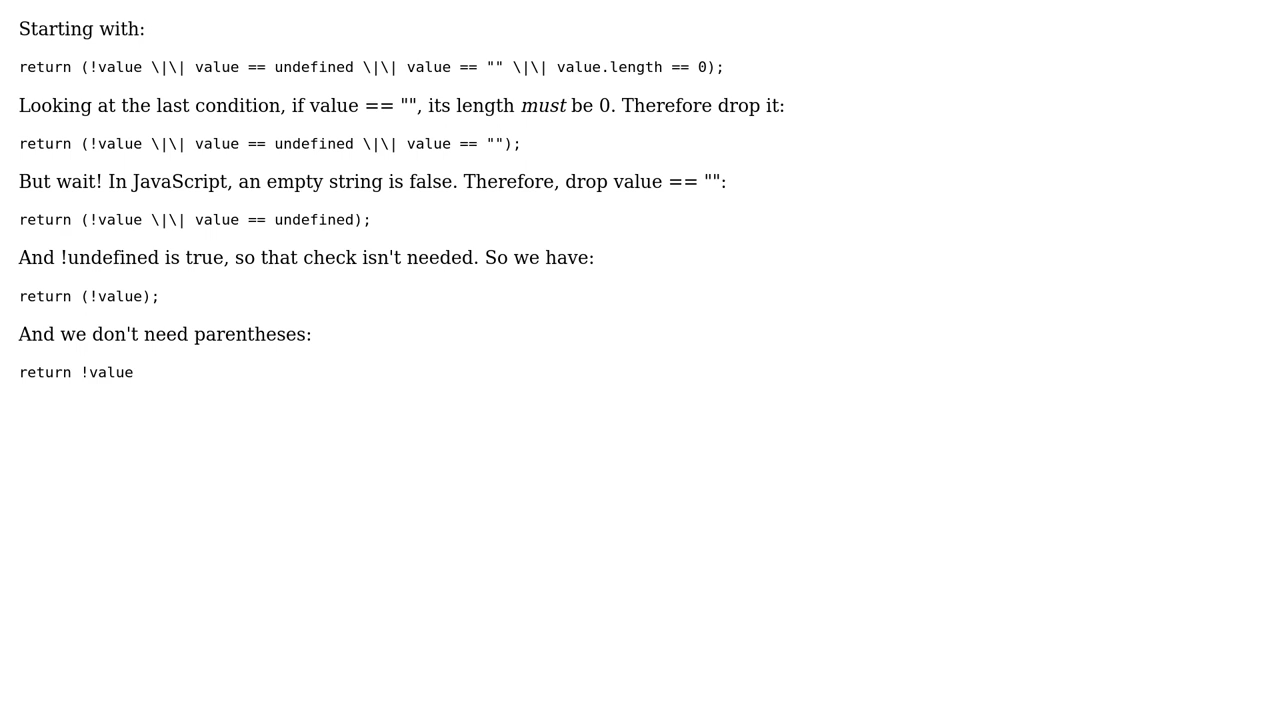 Starting with:
return (!value \|\| value == undefined \|\| value == "" \|\| value.length == 0);
Looking at the last condition, if value == "", its length must be 0. Therefore drop it:
return (!value \|\| value == undefined \|\| value == "");
But wait! In JavaScript, an empty string is false. Therefore, drop value == "":
return (!value \|\| value == undefined);
And !undefined is true, so that check isn't needed. So we have:
return (!value);
And we don't need parentheses:
return !value